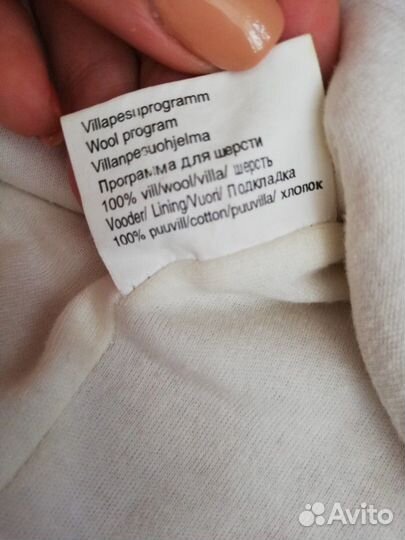 Villapesuprogramm
Wool program
Villanpesuohjelma
Программа для шерсти
100% vill/wool/villa/ шерсть
Vooder/ Lining/Vuori/ Подкладка
100% puuvill/cotton/puuvilla/ хлопок
Avito